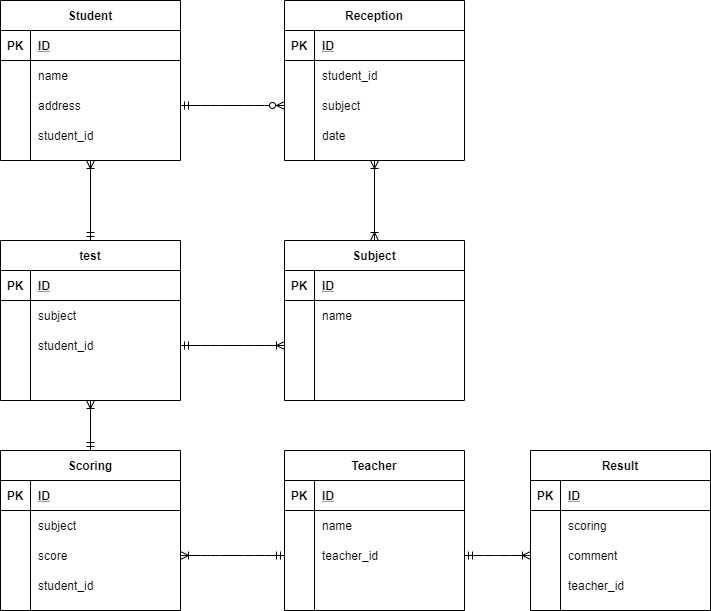 Student
PK ID
name
address
student_id
Reception
PK ID
student_id
subject
date
test
PK ID
subject
student_id
Subject
PK ID
name
Scoring
PK ID
subject
score
student_id
Teacher
PK ID
name
teacher_id
Result
PK ID
scoring
comment
teacher_id